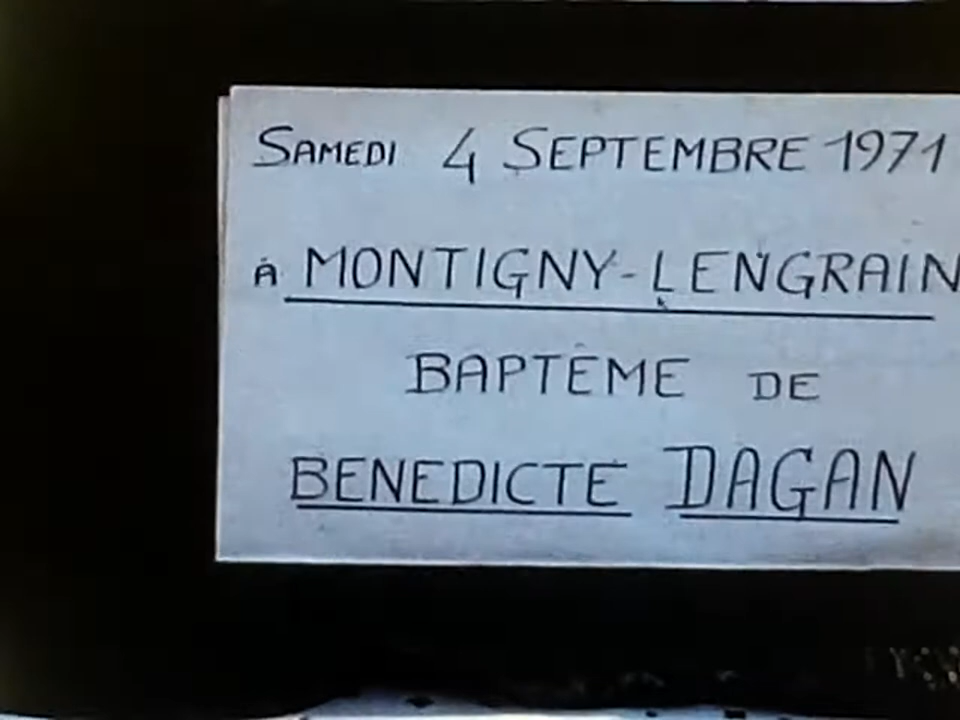 SAMEDI 4 SEPTEMBRE 1971
À MONTIGNY-LENGRAIN
BAPTÊME DE
BENEDICTE DAGAN